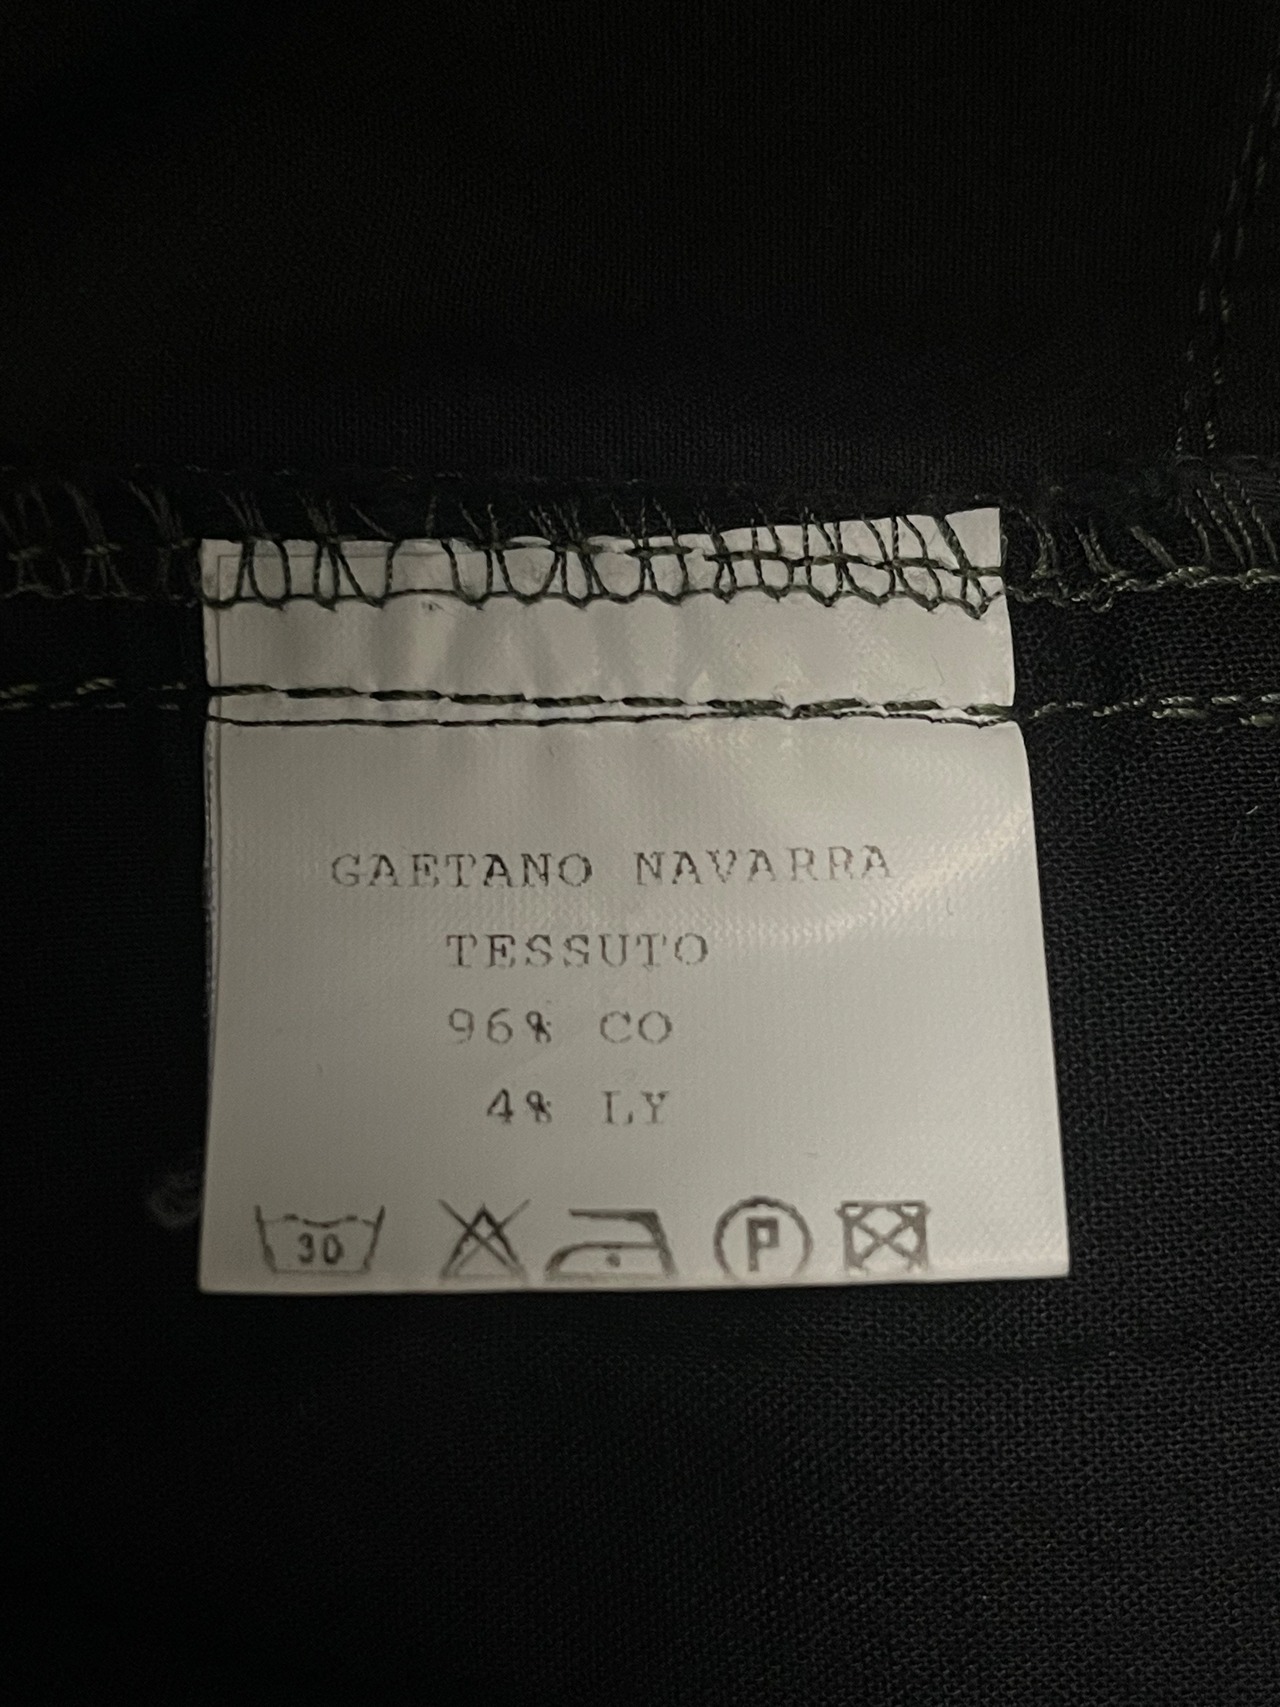 GAETANO NAVARRA
TESSUTO
96% CO
4% LY
30 P